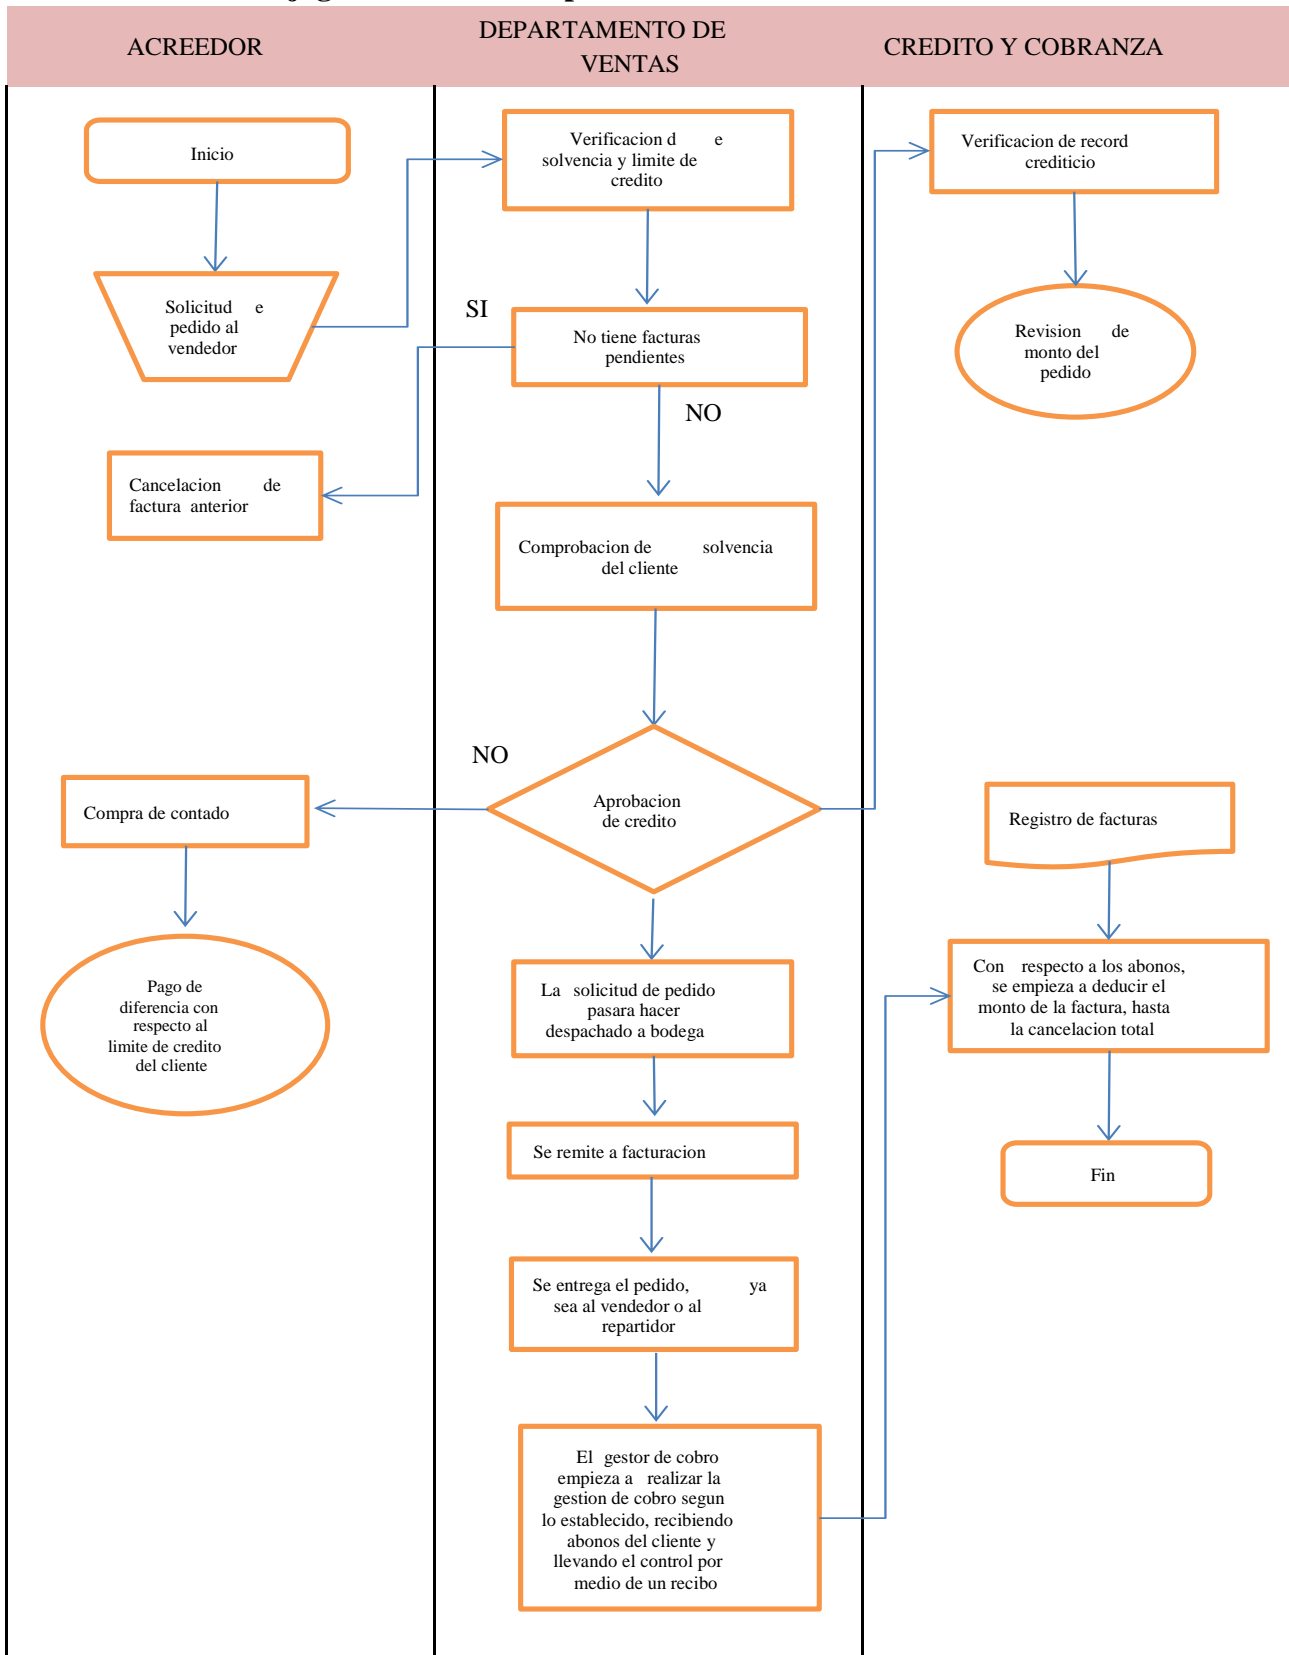 ACREEDOR
DEPARTAMENTO DE
VENTAS
CREDITO Y COBRANZA
Inicio
Solicitud e
pedido al
vendedor
Cancelacion de
factura anterior
Compra de contado
Pago de
diferencia con
respecto al
limite de credito
del cliente
Verificacion d e
solvencia y limite de
credito
SI
No tiene facturas
pendientes
NO
Comprobacion de solvencia
del cliente
NO
Aprobacion
de credito
La solicitud de pedido
pasara hacer
despachado a bodega
Se remite a facturacion
Se entrega el pedido, ya
sea al vendedor o al
repartidor
El gestor de cobro
empieza a realizar la
gestion de cobro segun
lo establecido, recibiendo
abonos del cliente y
llevando el control por
medio de un recibo
Verificacion de record
crediticio
Revision de
monto del
pedido
Registro de facturas
Con respecto a los abonos,
se empieza a deducir el
monto de la factura, hasta
la cancelacion total
Fin